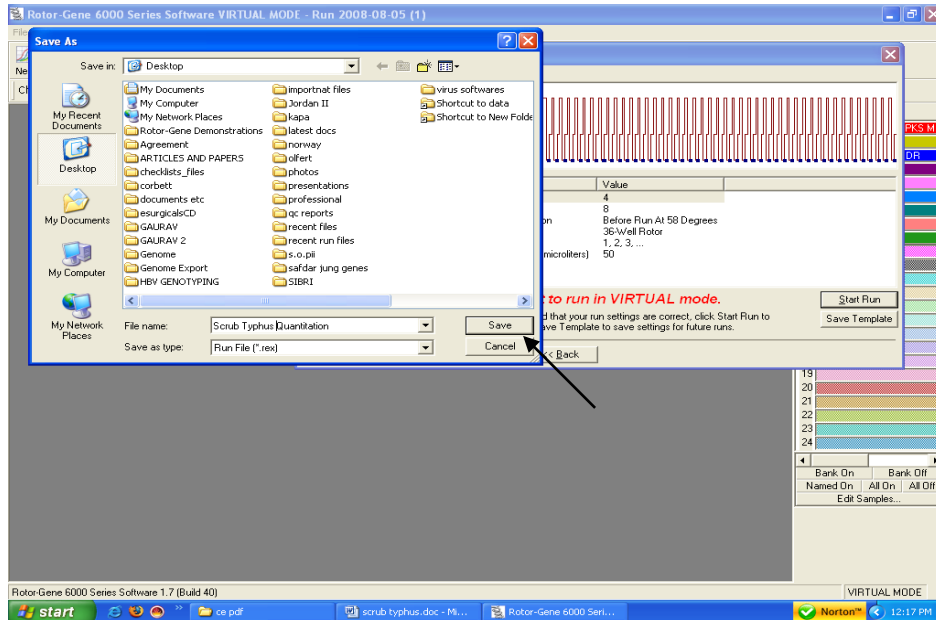 Rotor-Gene 6000 Series Software VIRTUAL MODE - Run 2008-08-05 (1)
File
Save As
Save in:
Desktop
My Recent
Documents
Desktop
My Documents
My Computer
My Network
Places
My Documents
My Computer
My Network Places
Rotor-Gene Demonstrations
Agreement
ARTICLES AND PAPERS
checklists_files
corbett
documents etc
esurgicalsCD
GAURAV
GAURAV 2
Genome
Genome Export
HBV GENOTYPING
importnat files
Jordan II
kapa
latest docs
norway
olfert
photos
presentations
professional
qc reports
recent files
recent run files
s.o.pii
safdar jung genes
SIBRI
virus softwares
Shortcut to data
Shortcut to New Folde
File name:
Scrub Typhus Quantitation
Save
Save as type:
Run File (*.rex)
Cancel
Ne
Ch
Value
4
8
on
Before Run At 58 Degrees
36-Well Rotor
1, 2, 3, ...
microliters)
50
t to run in VIRTUAL mode.
d that your run settings are correct, click Start Run to
ave Template to save settings for future runs.
Start Run
Save Template
<< Back
PKS M
DR
19
20
21
22
23
24
Bank On
Bank Off
Named On
All On
All Off
Edit Samples...
Rotor-Gene 6000 Series Software 1.7 (Build 40)
VIRTUAL MODE
start
ce pdf
scrub typhus.doc - Mi...
Rotor-Gene 6000 Seri...
Norton™
12:17 PM